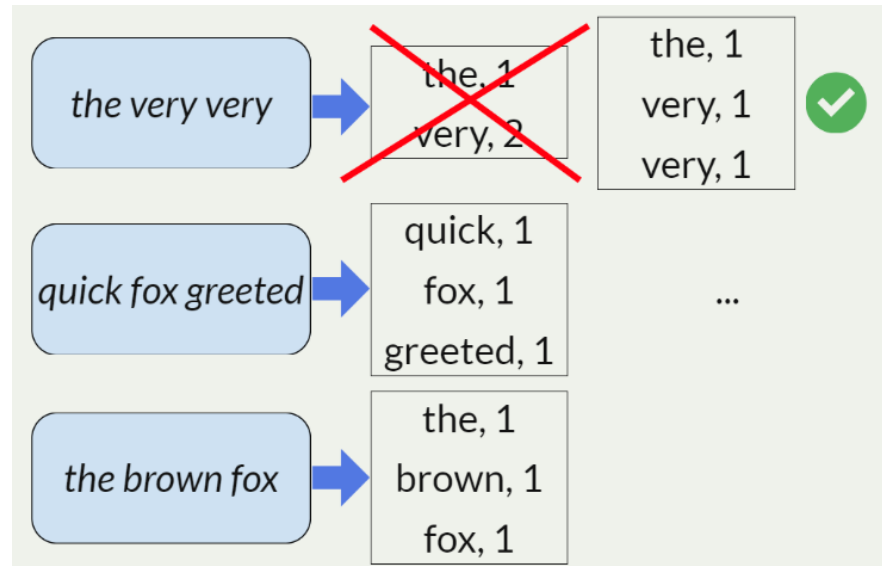 the very very
the, 1
very, 2
the, 1
very, 1
very, 1
quick fox greeted
quick, 1
fox, 1
greeted, 1
...
the brown fox
the, 1
brown, 1
fox, 1